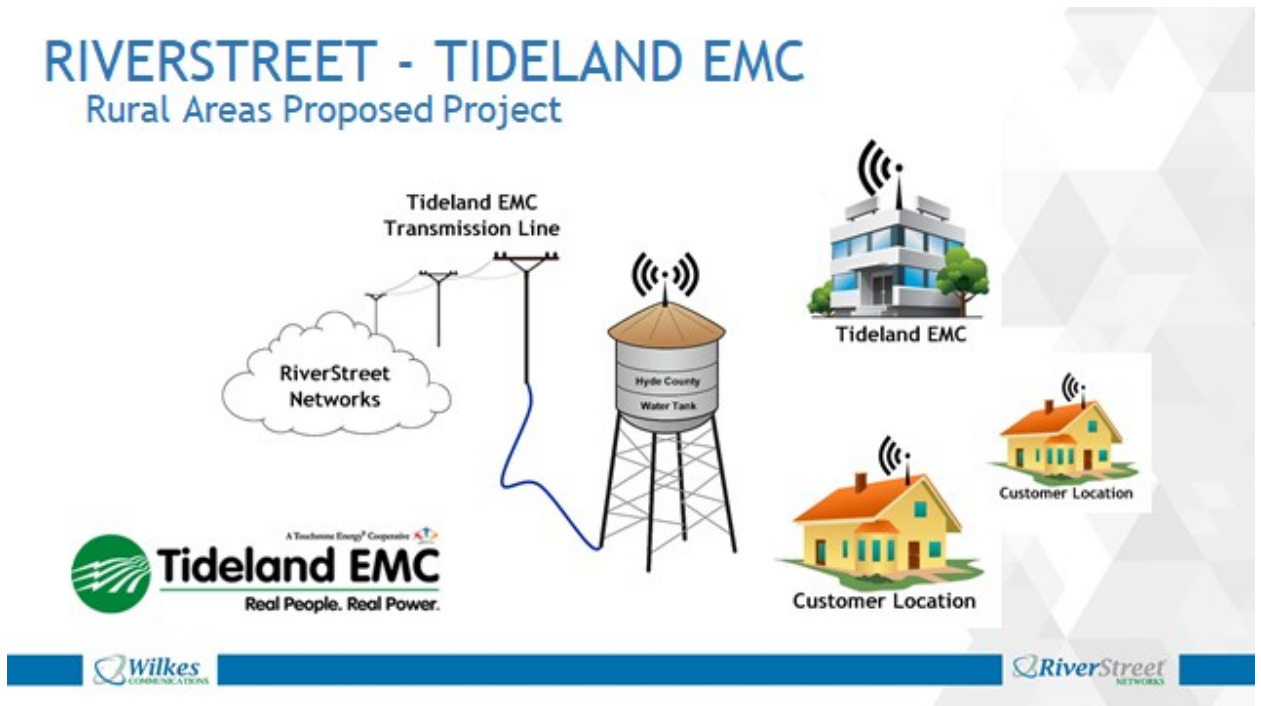 RIVERSTREET - TIDELAND EMC
Rural Areas Proposed Project
Tideland EMC
Transmission Line
RiverStreet
Networks
Hyde County
Water Tank
Tideland EMC
Customer Location
Customer Location
A Touchstone Energy® Cooperative
Tideland EMC
Real People. Real Power.
Wilkes
COMMUNICATIONS
RiverStreet
NETWORKS